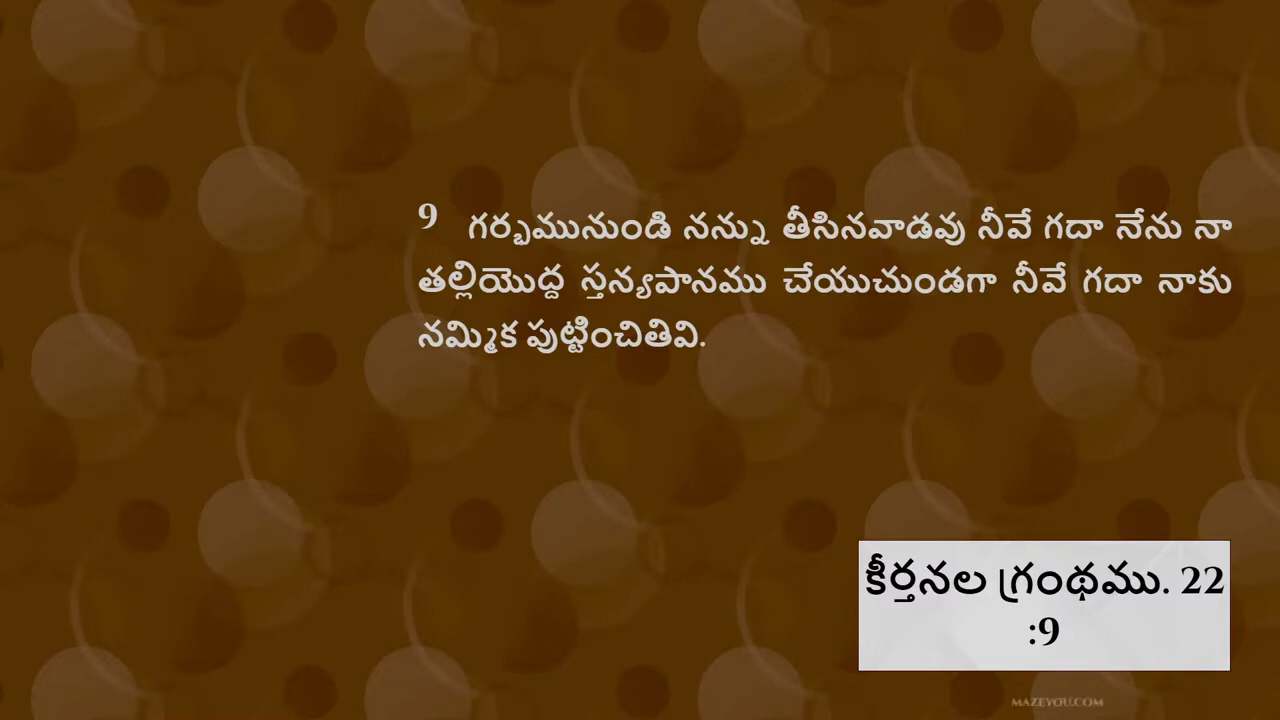 9 గర్భమునుండి నన్ను తీసినవాడవు నీవే గదా నేను నా
తల్లియొద్ద స్తన్యపానము చేయుచుండగా నీవే గదా నాకు
నమ్మిక పుట్టించితివి.
కీర్తనల గ్రంథము. 22
:9
MAZEYOU.COM